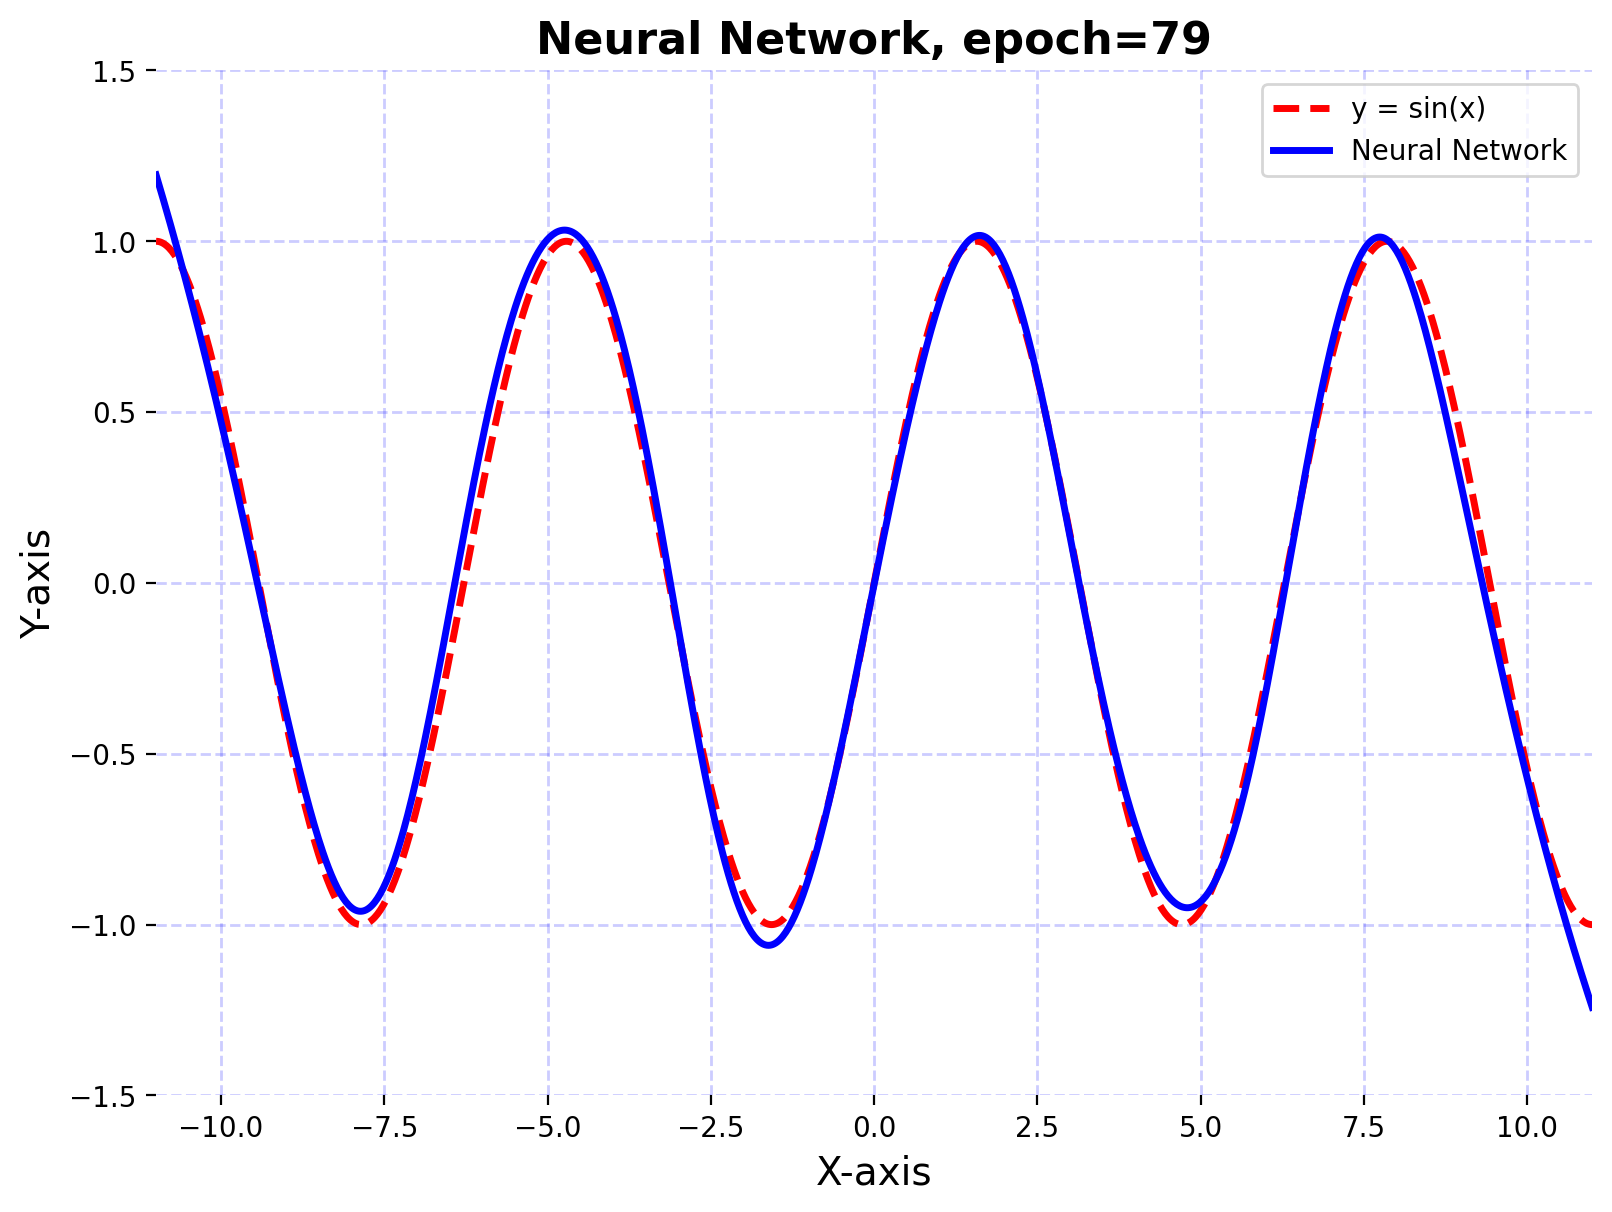 Neural Network, epoch=79
1.5
y = sin(x)
Neural Network
1.0
0.5
0.0
−0.5
−1.0
−1.5
Y-axis
−10.0 −7.5 −5.0 −2.5 0.0 2.5 5.0 7.5 10.0
X-axis